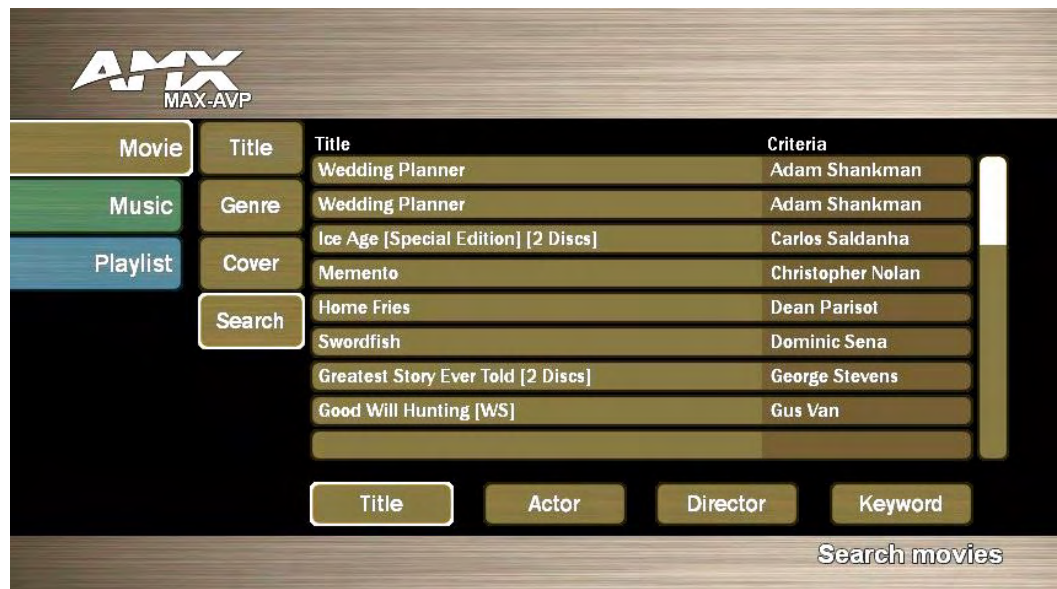 AMX
MAX-AVP
Movie
Music
Playlist
Title
Genre
Cover
Search
Title Criteria
Wedding Planner Adam Shankman
Wedding Planner Adam Shankman
Ice Age [Special Edition] [2 Discs] Carlos Saldanha
Memento Christopher Nolan
Home Fries Dean Parisot
Swordfish Dominic Sena
Greatest Story Ever Told [2 Discs] George Stevens
Good Will Hunting [WS] Gus Van
Title Actor Director Keyword
Search movies